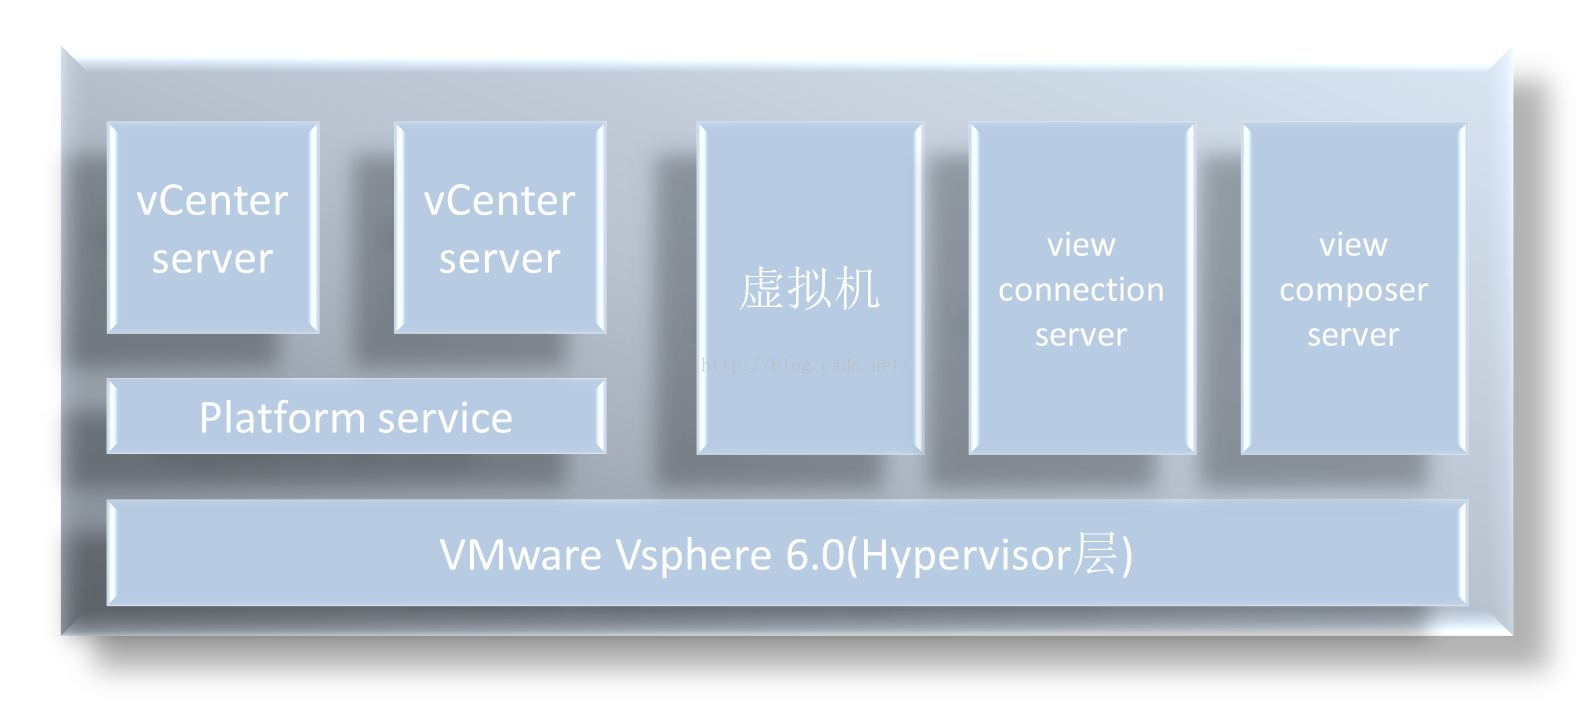 vCenter
server
vCenter
server
虚拟机
view
connection
server
view
composer
server
http://blog.csdn.net/
Platform service
VMware Vsphere 6.0(Hypervisor层)